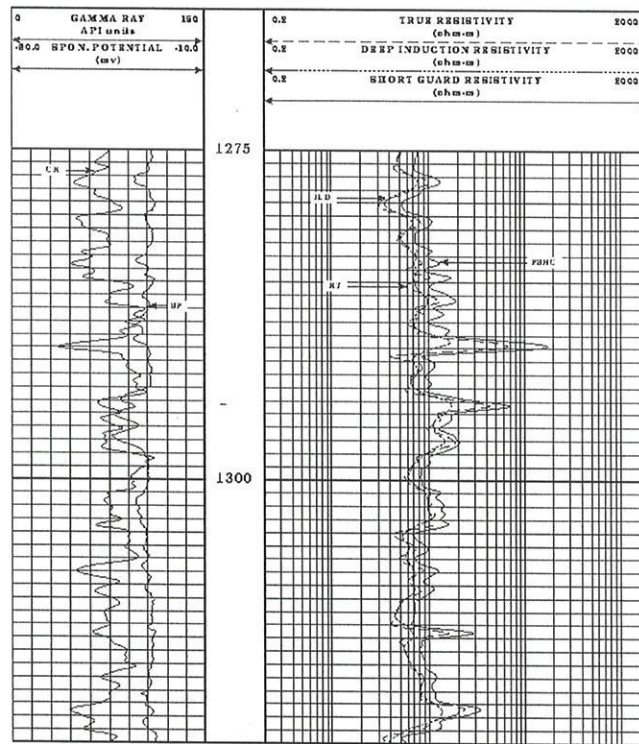 0 GAMMA RAY 150
API units
-80.0 SPON. POTENTIAL -10.0
(mv)
0.2 TRUE RESISTIVITY 2000
(ohm-m)
0.2 DEEP INDUCTION RESISTIVITY 2000
(ohm-m)
0.2 SHORT GUARD RESISTIVITY 2000
(ohm-m)
1275
GR
ILD
RSHG
RT
SP
1300